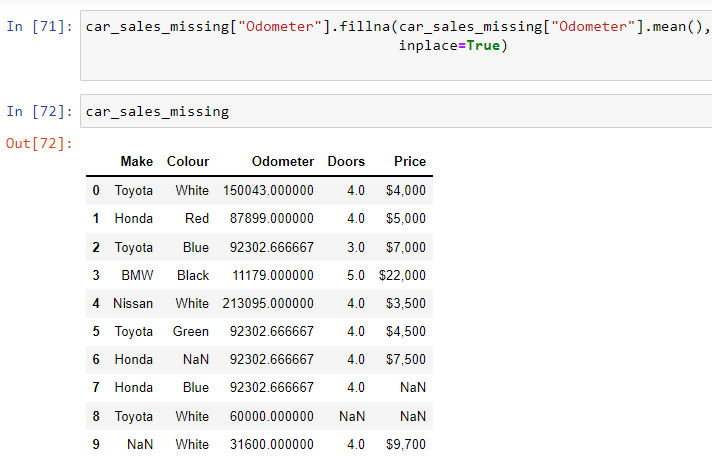 In [71]: car_sales_missing["Odometer"].fillna(car_sales_missing["Odometer"].mean(),
inplace=True)
In [72]: car_sales_missing
Out[72]:
Make Colour Odometer Doors Price
0 Toyota White 150043.000000 4.0 $4,000
1 Honda Red 87899.000000 4.0 $5,000
2 Toyota Blue 92302.666667 3.0 $7,000
3 BMW Black 11179.000000 5.0 $22,000
4 Nissan White 213095.000000 4.0 $3,500
5 Toyota Green 92302.666667 4.0 $4,500
6 Honda NaN 92302.666667 4.0 $7,500
7 Honda Blue 92302.666667 4.0 NaN
8 Toyota White 60000.000000 NaN NaN
9 NaN White 31600.000000 4.0 $9,700